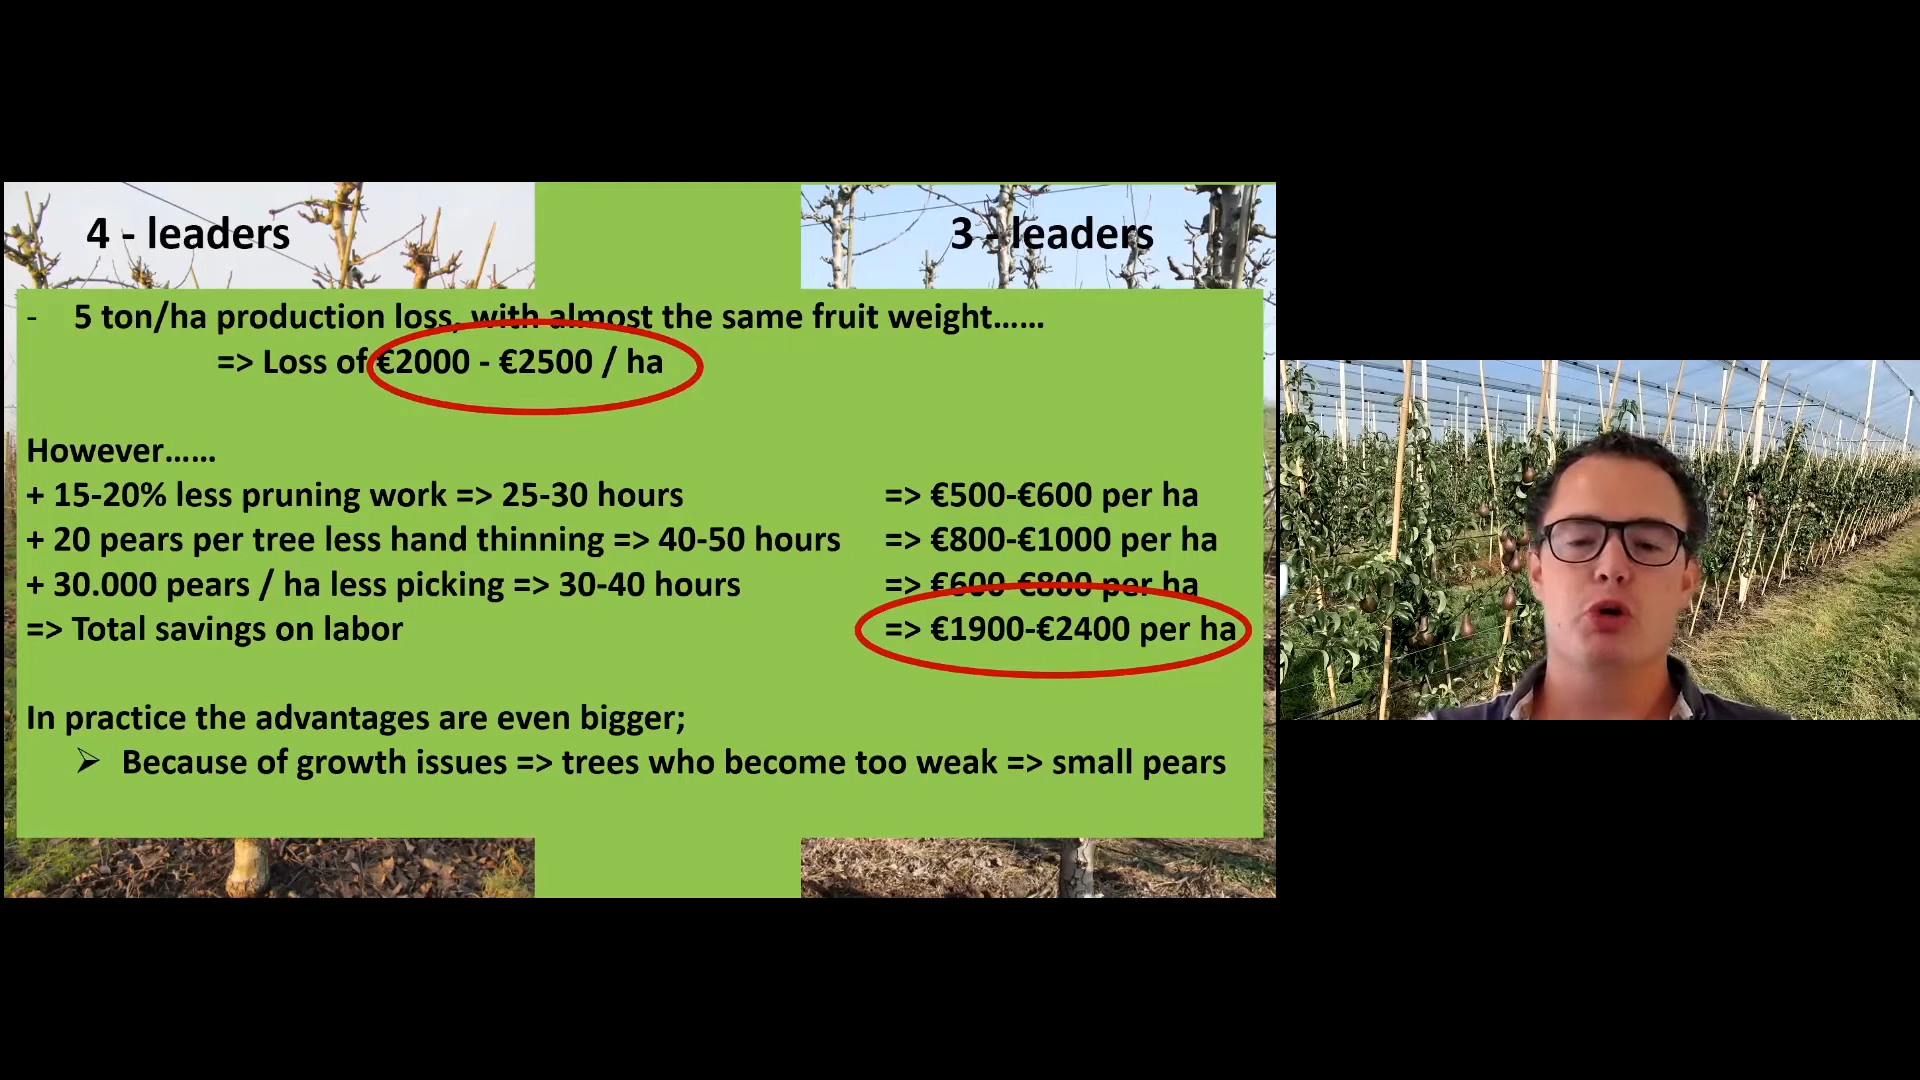 4 - leaders
3 - leaders
- 5 ton/ha production loss, with almost the same fruit weight……
=> Loss of €2000 - €2500 / ha
However……
+ 15-20% less pruning work => 25-30 hours => €500-€600 per ha
+ 20 pears per tree less hand thinning => 40-50 hours => €800-€1000 per ha
+ 30.000 pears / ha less picking => 30-40 hours => €600-€800 per ha
=> Total savings on labor => €1900-€2400 per ha
In practice the advantages are even bigger;
➢ Because of growth issues => trees who become too weak => small pears